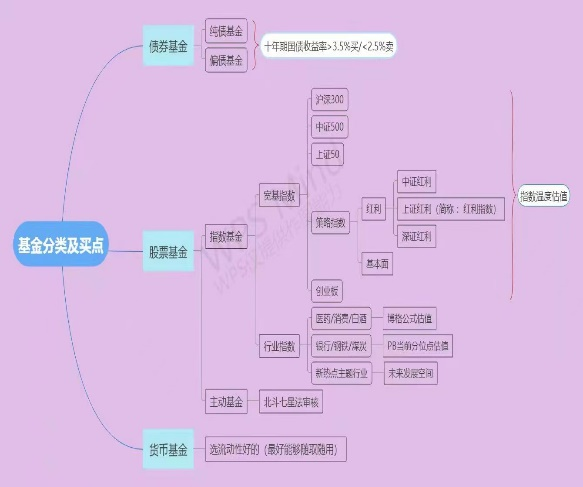 基金分类及买点
债券基金
纯债基金
偏债基金
十年期国债收益率>3.5%买/<2.5%卖
股票基金
指数基金
宽基指数
沪深300
中证500
上证50
策略指数
红利
中证红利
上证红利（简称：红利指数）
深证红利
基本面
创业板
指数温度估值
行业指数
医药/消费/白酒
博格公式估值
银行/钢铁/煤炭
PB当前分位点估值
新热点主题行业
未来发展空间
主动基金
北斗七星法审核
货币基金
选流动性好的（最好能够随取随用）
WPS Mind